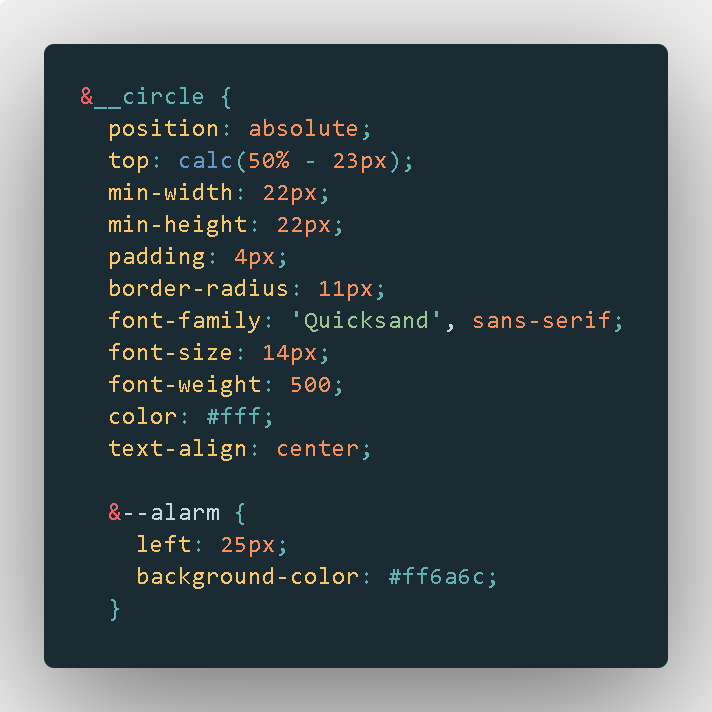 &__circle {
  position: absolute;
  top: calc(50% - 23px);
  min-width: 22px;
  min-height: 22px;
  padding: 4px;
  border-radius: 11px;
  font-family: 'Quicksand', sans-serif;
  font-size: 14px;
  font-weight: 500;
  color: #fff;
  text-align: center;

  &--alarm {
    left: 25px;
    background-color: #ff6a6c;
  }